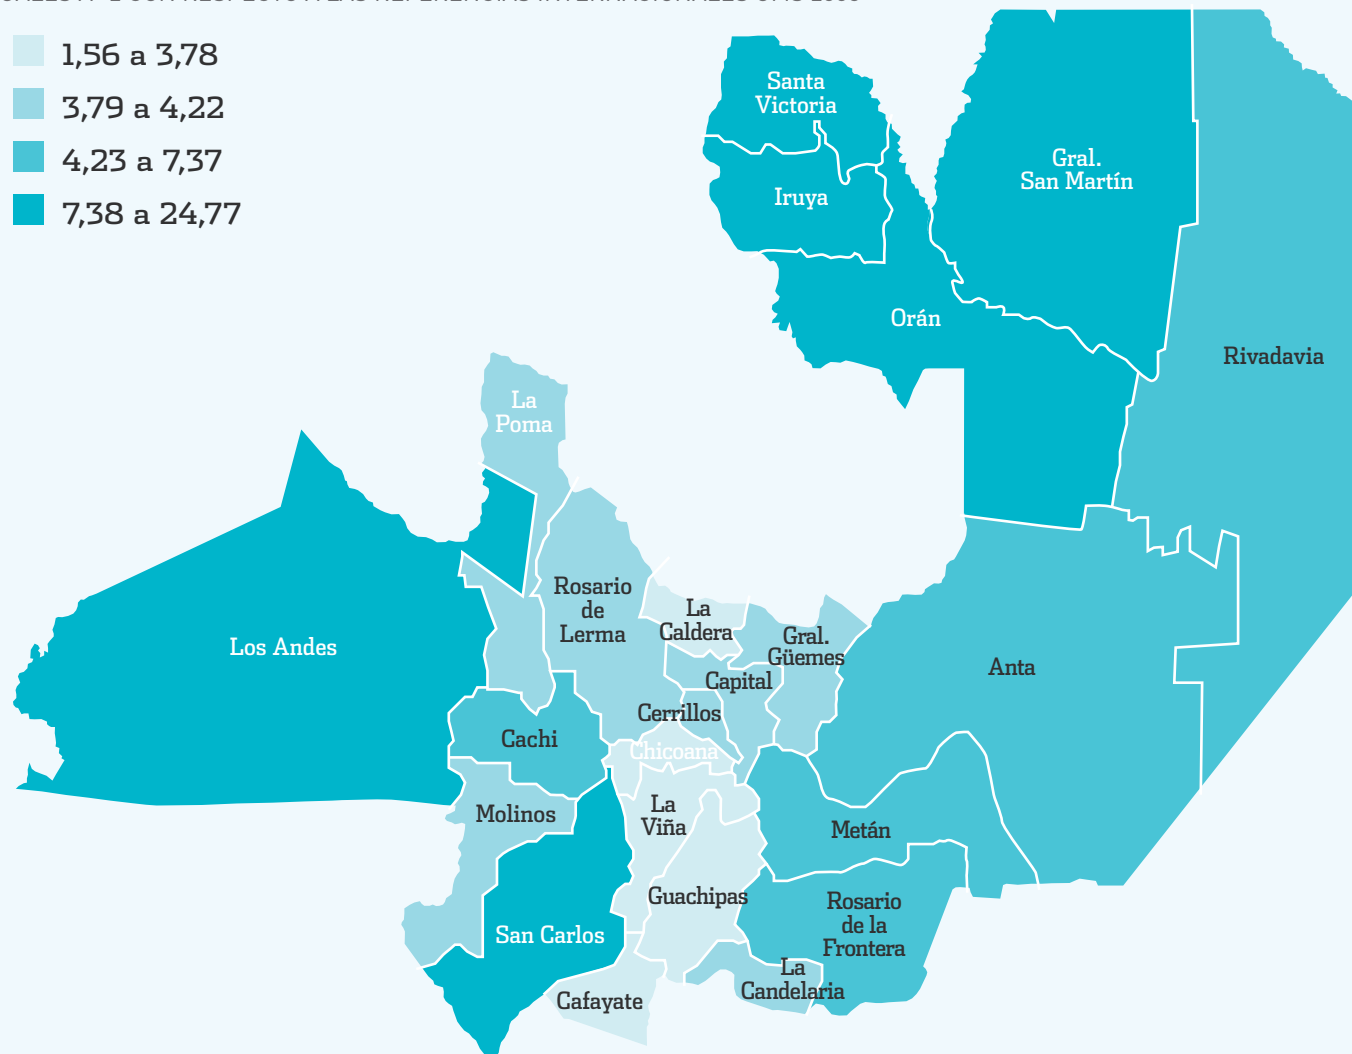 1,56 a 3,78
3,79 a 4,22
4,23 a 7,37
7,38 a 24,77
Santa
Victoria
Gral.
San Martín
Iruya
Orán
Rivadavia
La
Poma
Rosario
de
Lerma
La
Caldera
Gral.
Güemes
Los Andes
Anta
Capital
Cerrillos
Cachi
Chicoana
Molinos
La
Viña
Metán
Guachipas
Rosario
de la
Frontera
San Carlos
La
Candelaria
Cafayate